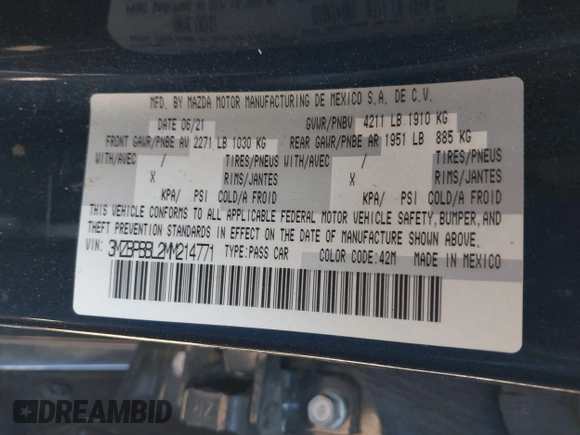 MFD. BY MAZDA MOTOR MANUFACTURING DE MEXICO S.A. DE C.V.
DATE 06/21 GVWR/PNBV 4211 LB 1910 KG
FRONT GAWR/PNBE AV 2271 LB 1030 KG REAR GAWR/PNBE AR 1951 LB 885 KG
WITH/AVEC / TIRES/PNEUS WITH/AVEC / TIRES/PNEUS
X RIMS/JANTES X RIMS/JANTES
KPA/ PSI COLD/A FROID KPA/ PSI COLD/A FROID
THIS VEHICLE CONFORMS TO ALL APPLICABLE FEDERAL MOTOR VEHICLE SAFETY, BUMPER, AND
THEFT PREVENTION STANDARDS IN EFFECT ON THE DATE OF MANUFACTURE SHOWN ABOVE.
VIN: 3MZBPBBL2MM214771 TYPE:PASS CAR COLOR CODE:42M MADE IN MEXICO
DREAMBID